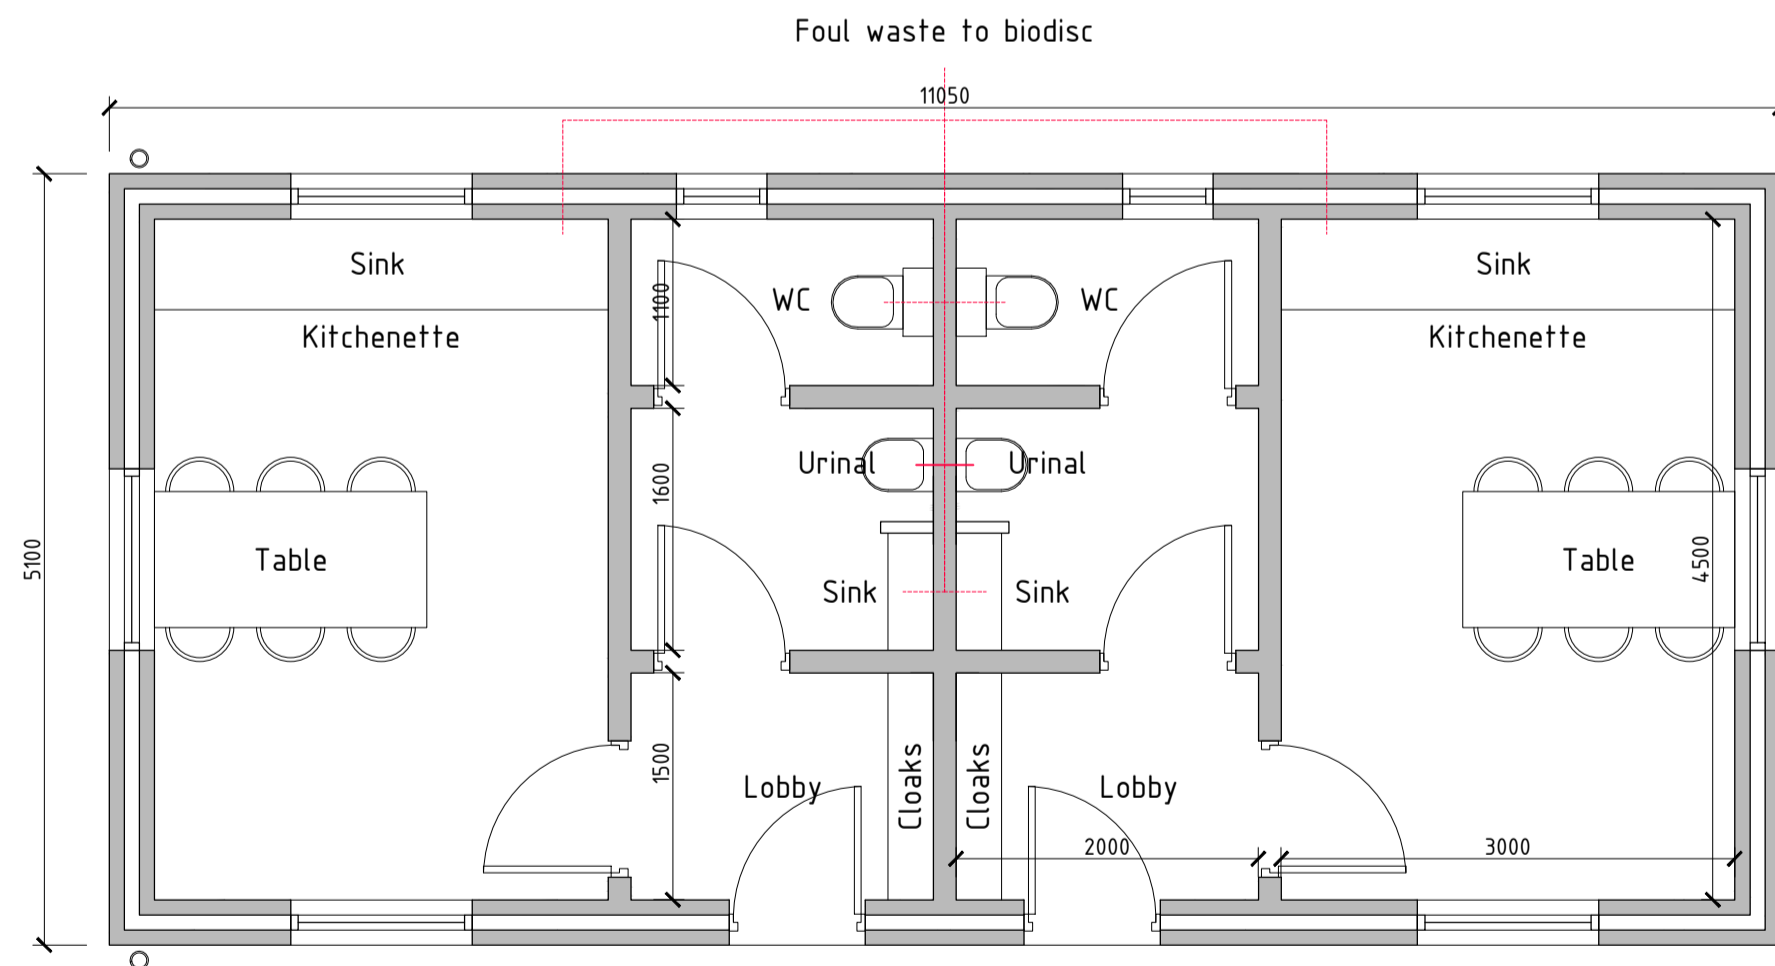 Foul waste to biodisc
11050
Sink
Sink
WC
WC
1100
Kitchenette
Kitchenette
Urinal
Urinal
1600
5100
Table
Table
4500
Sink
Sink
1500
Lobby
Cloaks
Cloaks
Lobby
2000
3000